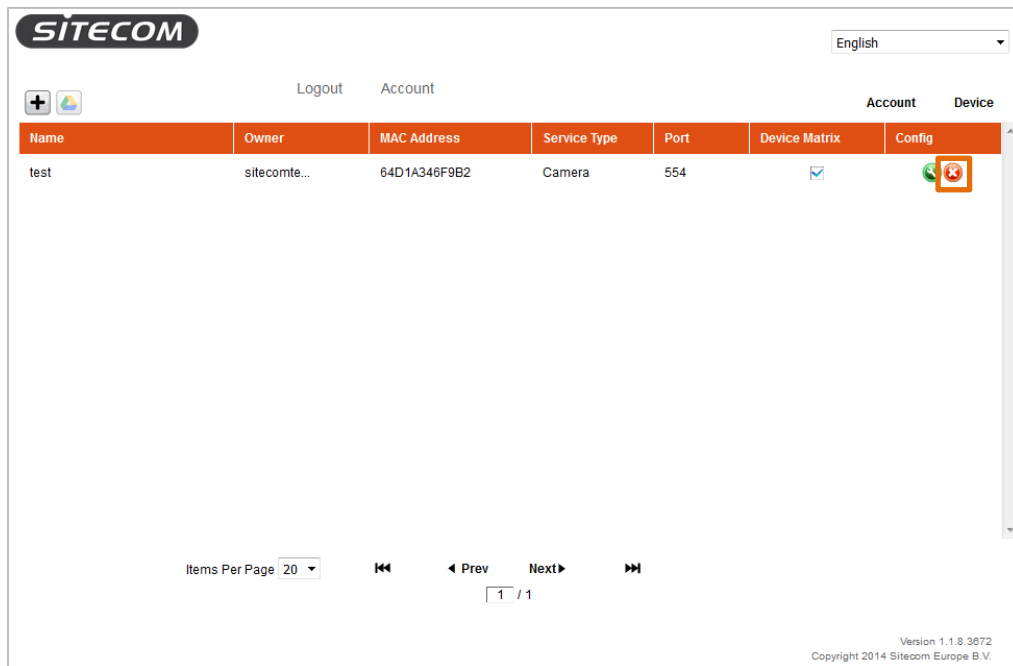 SITECOM
English
Logout Account
Account Device
Name Owner MAC Address Service Type Port Device Matrix Config
test sitecomte... 64D1A346F9B2 Camera 554
Items Per Page 20 Prev Next
1 / 1
Version 1.1.8.3672
Copyright 2014 Sitecom Europe B.V.